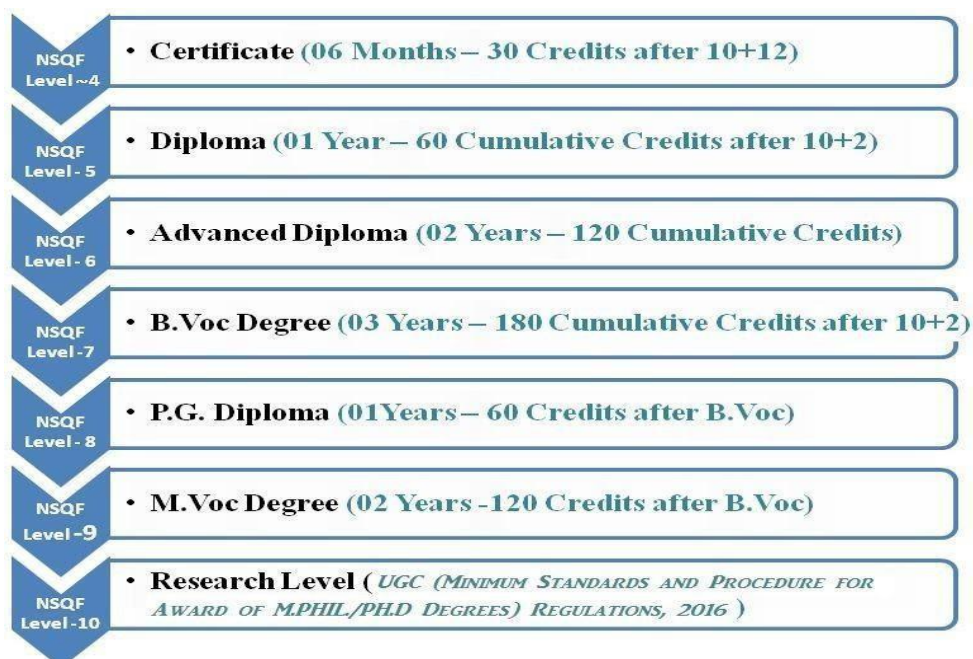 NSQF
Level~4
• Certificate (06 Months – 30 Credits after 10+12)
NSQF
Level- 5
• Diploma (01 Year – 60 Cumulative Credits after 10+2)
NSQF
Level- 6
• Advanced Diploma (02 Years – 120 Cumulative Credits)
NSQF
Level -7
• B.Voc Degree (03 Years – 180 Cumulative Credits after 10+2)
NSQF
Level- 8
• P.G. Diploma (01Years – 60 Credits after B.Voc)
NSQF
Level -9
• M.Voc Degree (02 Years -120 Credits after B.Voc)
NSQF
Level -10
• Research Level ( UGC (MINIMUM STANDARDS AND PROCEDURE FOR
AWARD OF M.PHIL./PH.D DEGREES) REGULATIONS, 2016 )